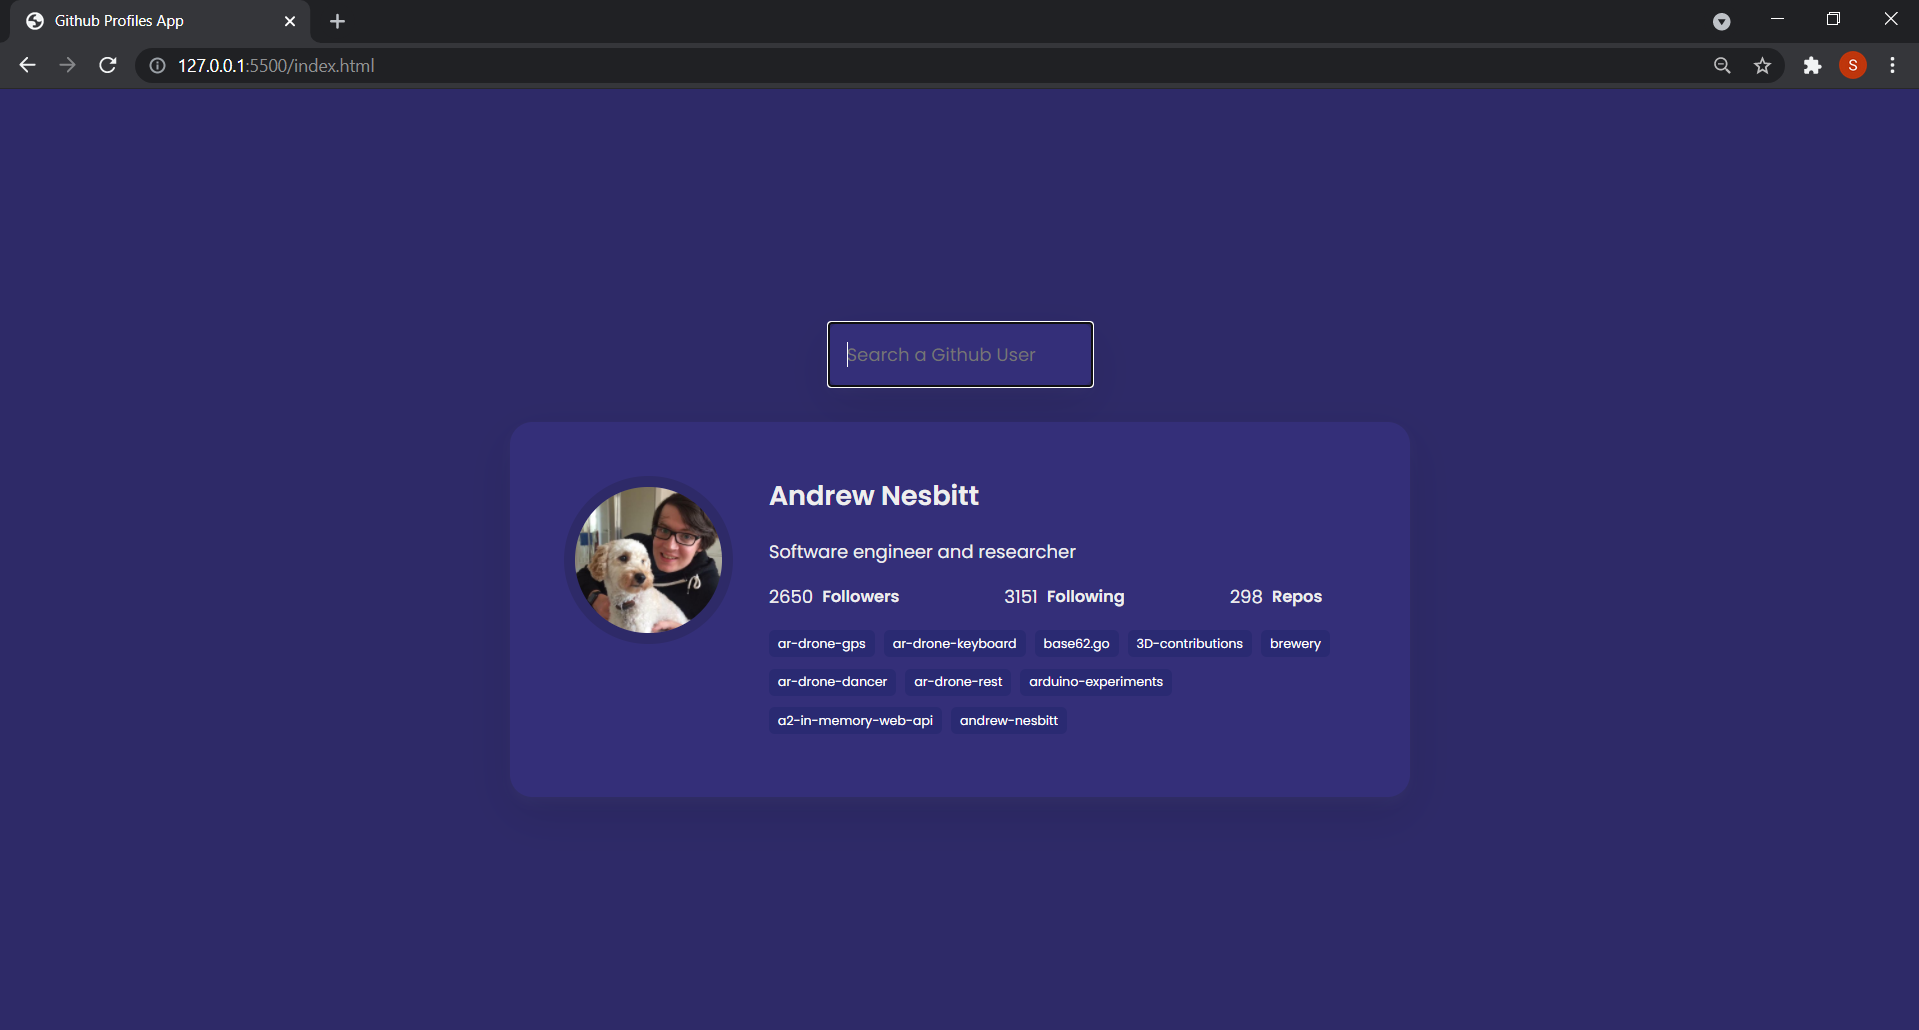 Github Profiles App
127.0.0.1:5500/index.html
S
Search a Github User
Andrew Nesbitt
Software engineer and researcher
2650 Followers 3151 Following 298 Repos
ar-drone-gps ar-drone-keyboard base62.go 3D-contributions brewery
ar-drone-dancer ar-drone-rest arduino-experiments
a2-in-memory-web-api andrew-nesbitt